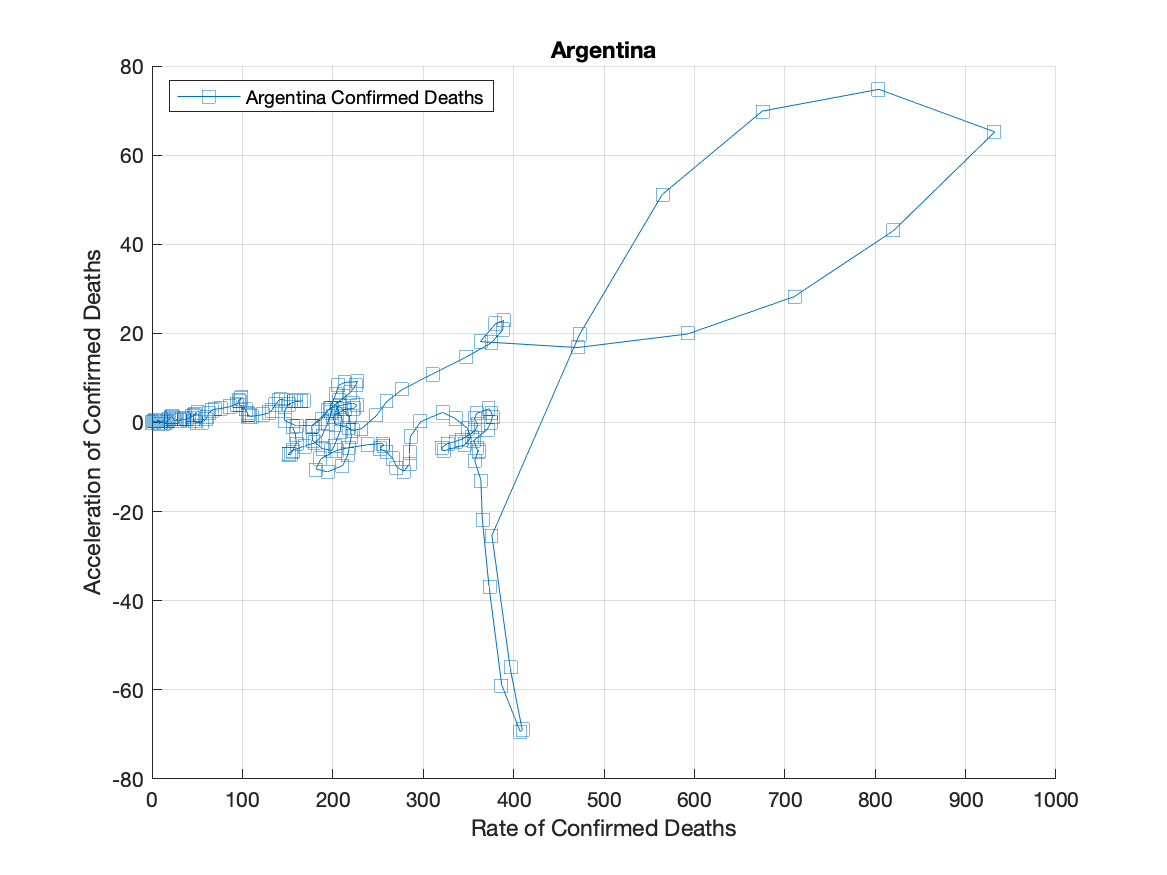 Argentina
Argentina Confirmed Deaths
80
60
40
20
0
-20
-40
-60
-80
Acceleration of Confirmed Deaths
0 100 200 300 400 500 600 700 800 900 1000
Rate of Confirmed Deaths